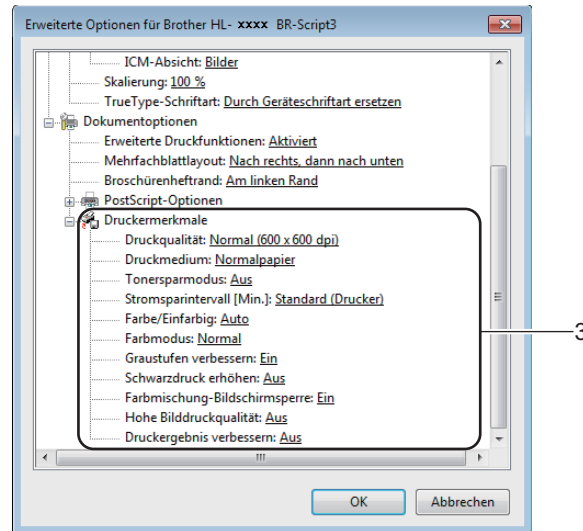 Erweiterte Optionen für Brother HL- xxxx BR-Script3
ICM-Absicht: Bilder
Skalierung: 100 %
TrueType-Schriftart: Durch Geräteschriftart ersetzen
Dokumentoptionen
Erweiterte Druckfunktionen: Aktiviert
Mehrfachblattlayout: Nach rechts, dann nach unten
Broschürenheftrand: Am linken Rand
PostScript-Optionen
Druckermerkmale
Druckqualität: Normal (600 x 600 dpi)
Druckmedium: Normalpapier
Tonersparmodus: Aus
Stromsparintervall [Min.]: Standard (Drucker)
Farbe/Einfarbig: Auto
Farbmodus: Normal
Graustufen verbessern: Ein
Schwarzdruck erhöhen: Aus
Farbmischung-Bildschirmsperre: Ein
Hohe Bilddruckqualität: Aus
Druckergebnis verbessern: Aus
3
OK Abbrechen